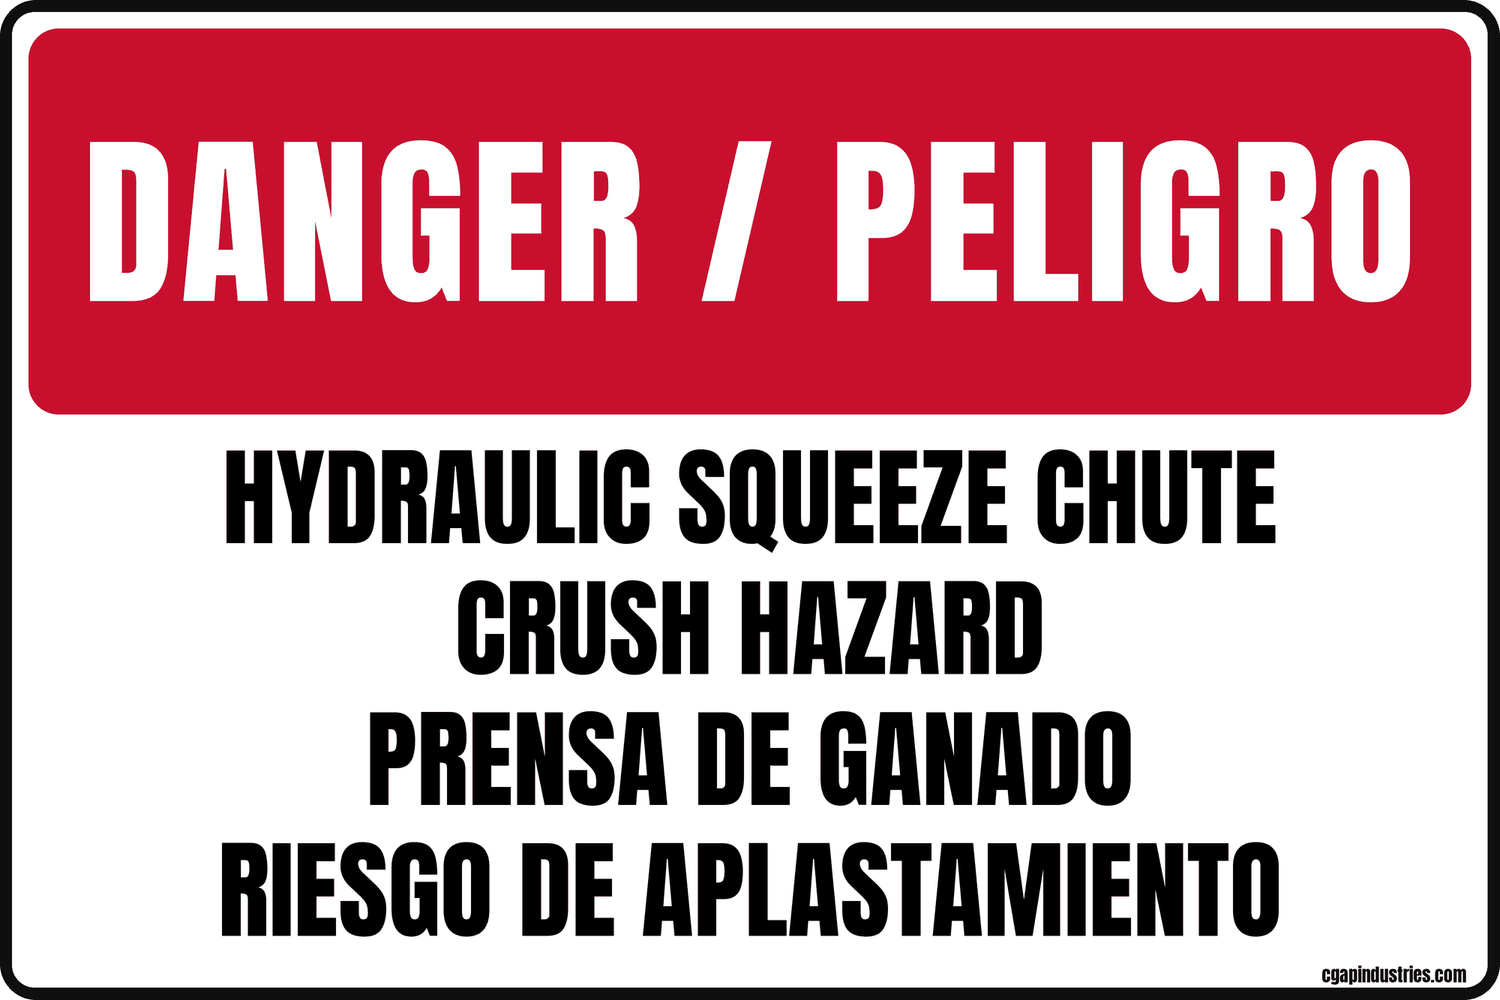 DANGER / PELIGRO
HYDRAULIC SQUEEZE CHUTE
CRUSH HAZARD
PRENSA DE GANADO
RIESGO DE APLASTAMIENTO
cgapindustries.com